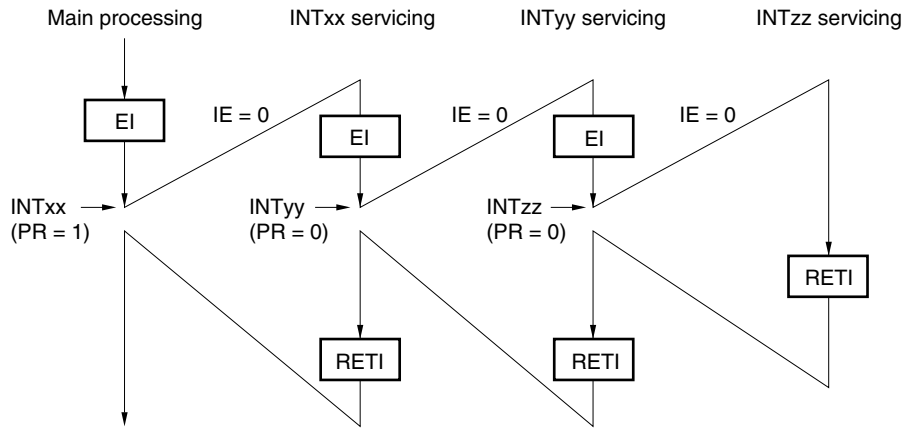 Main processing
INTxx servicing
INTyy servicing
INTzz servicing
EI
IE = 0
EI
IE = 0
EI
IE = 0
INTxx
(PR = 1)
INTyy
(PR = 0)
INTzz
(PR = 0)
RETI
RETI
RETI